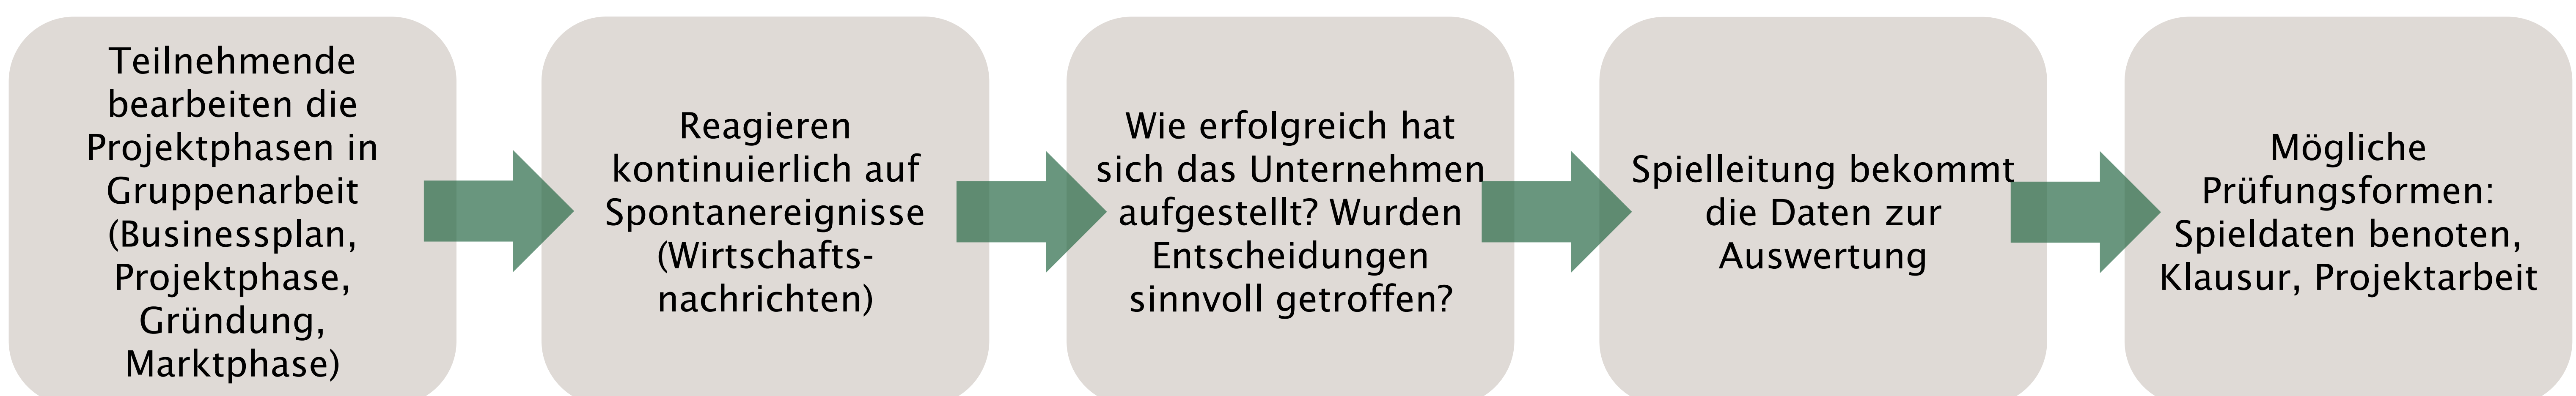 Teilnehmende
bearbeiten die
Projektphasen in
Gruppenarbeit
(Businessplan,
Projektphase,
Gründung,
Marktphase)
Reagieren
kontinuierlich auf
Spontanereignisse
(Wirtschafts-
nachrichten)
Wie erfolgreich hat
sich das Unternehmen
aufgestellt? Wurden
Entscheidungen
sinnvoll getroffen?
Spielleitung bekommt
die Daten zur
Auswertung
Mögliche
Prüfungsformen:
Spieldaten benoten,
Klausur, Projektarbeit